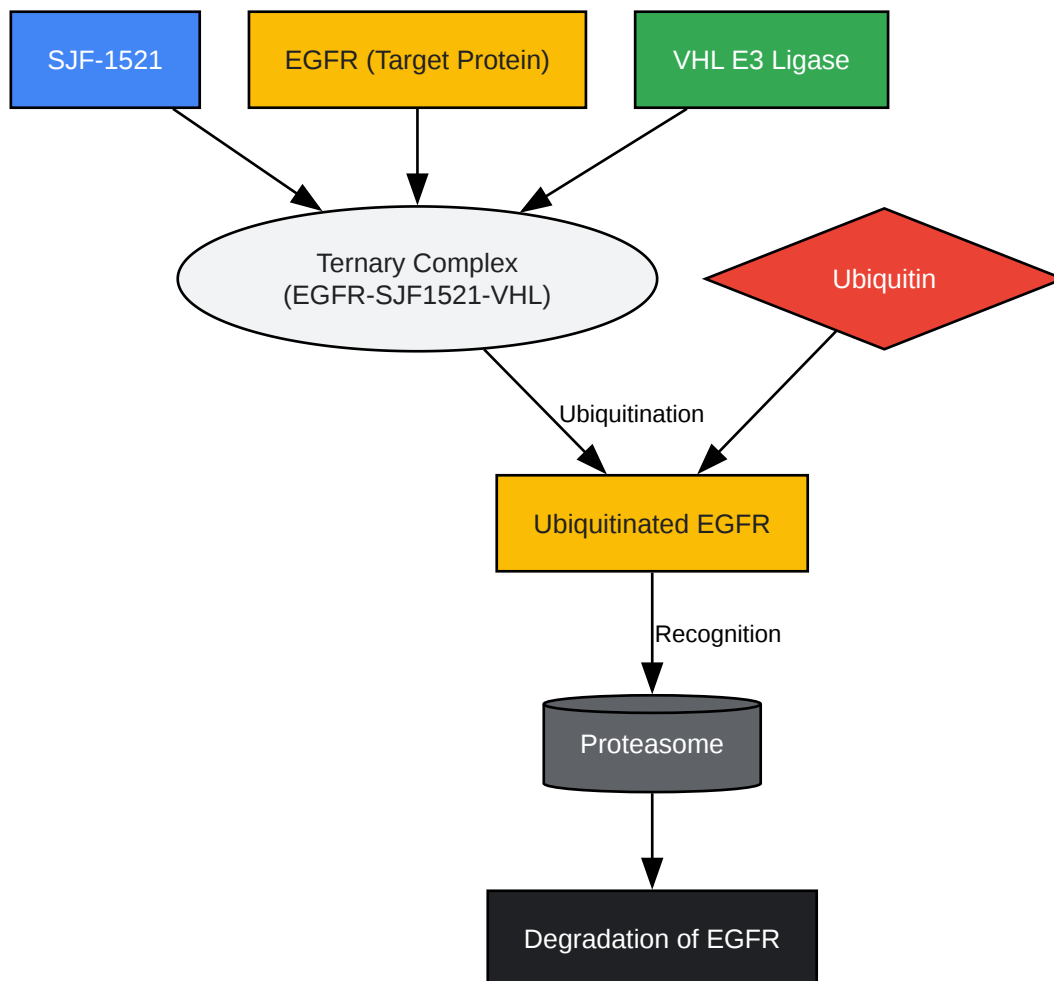 SJF-1521
EGFR (Target Protein)
VHL E3 Ligase
Ternary Complex
(EGFR-SJF1521-VHL)
Ubiquitin
Ubiquitination
Ubiquitinated EGFR
Recognition
Proteasome
Degradation of EGFR